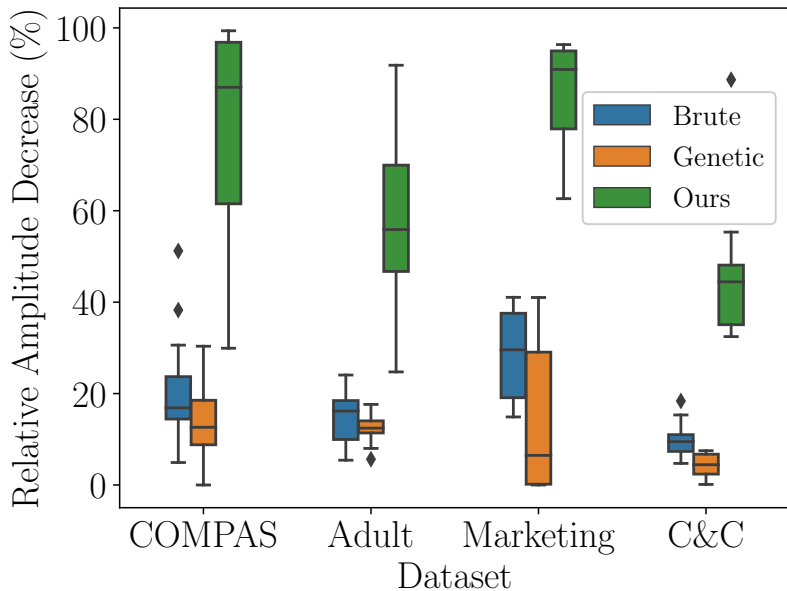 Relative Amplitude Decrease (%)
100
80
60
40
20
0
Brute
Genetic
Ours
COMPAS Adult Marketing C&C
Dataset